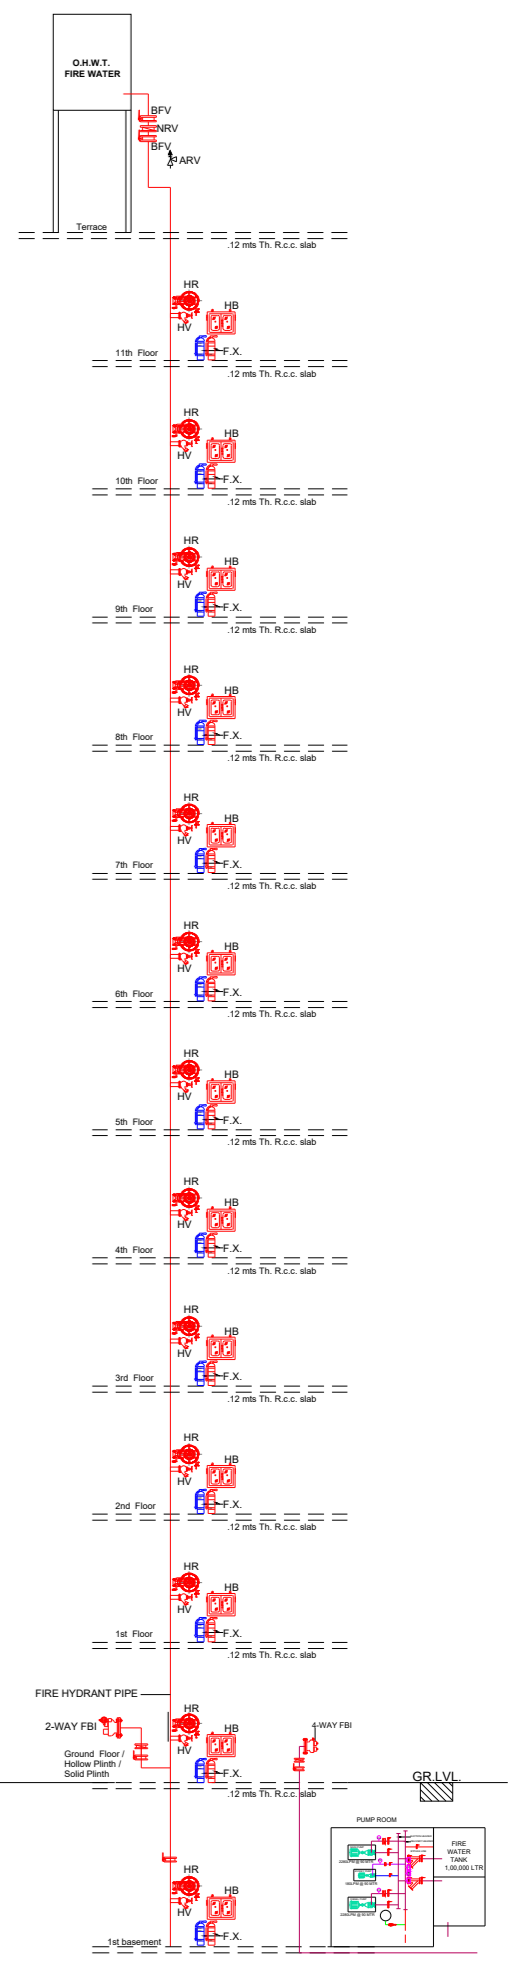 O.H.W.T.
FIRE WATER
BFV
NRV
BFV
ARV
Terrace
.12 mts Th. R.c.c. slab
HR
HB
HV
F.X.
11th Floor
.12 mts Th. R.c.c. slab
HR
HB
HV
F.X.
10th Floor
.12 mts Th. R.c.c. slab
HR
HB
HV
F.X.
9th Floor
.12 mts Th. R.c.c. slab
HR
HB
HV
F.X.
8th Floor
.12 mts Th. R.c.c. slab
HR
HB
HV
F.X.
7th Floor
.12 mts Th. R.c.c. slab
HR
HB
HV
F.X.
6th Floor
.12 mts Th. R.c.c. slab
HR
HB
HV
F.X.
5th Floor
.12 mts Th. R.c.c. slab
HR
HB
HV
F.X.
4th Floor
.12 mts Th. R.c.c. slab
HR
HB
HV
F.X.
3rd Floor
.12 mts Th. R.c.c. slab
HR
HB
HV
F.X.
2nd Floor
.12 mts Th. R.c.c. slab
HR
HB
HV
F.X.
1st Floor
.12 mts Th. R.c.c. slab
FIRE HYDRANT PIPE
HR
2-WAY FBI
4-WAY FBI
HB
HV
Ground Floor /
Hollow Plinth /
Solid Plinth
F.X.
GR.LVL.
.12 mts Th. R.c.c. slab
PUMP ROOM
FIRE
WATER
TANK
1,00,000 LTR
HR
HB
HV
F.X.
1st basement